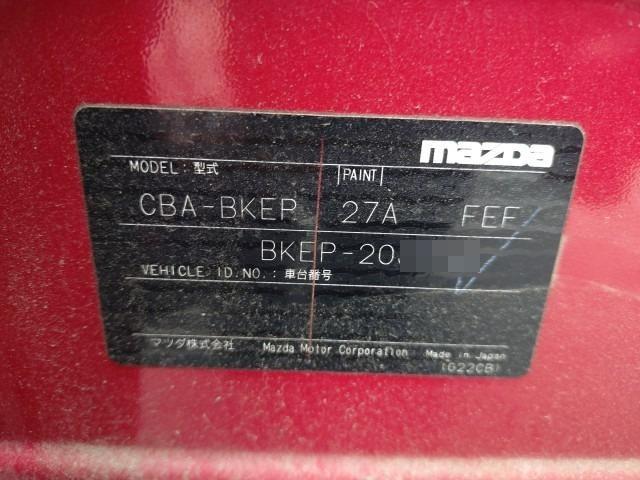 mazda
MODEL : 型式 PAINT
CBA-BKEP 27A FEF
BKEP-20
VEHICLE ID.NO. : 車台番号
マツダ株式会社 Mazda Motor Corporation Made in Japan
(G22CB)